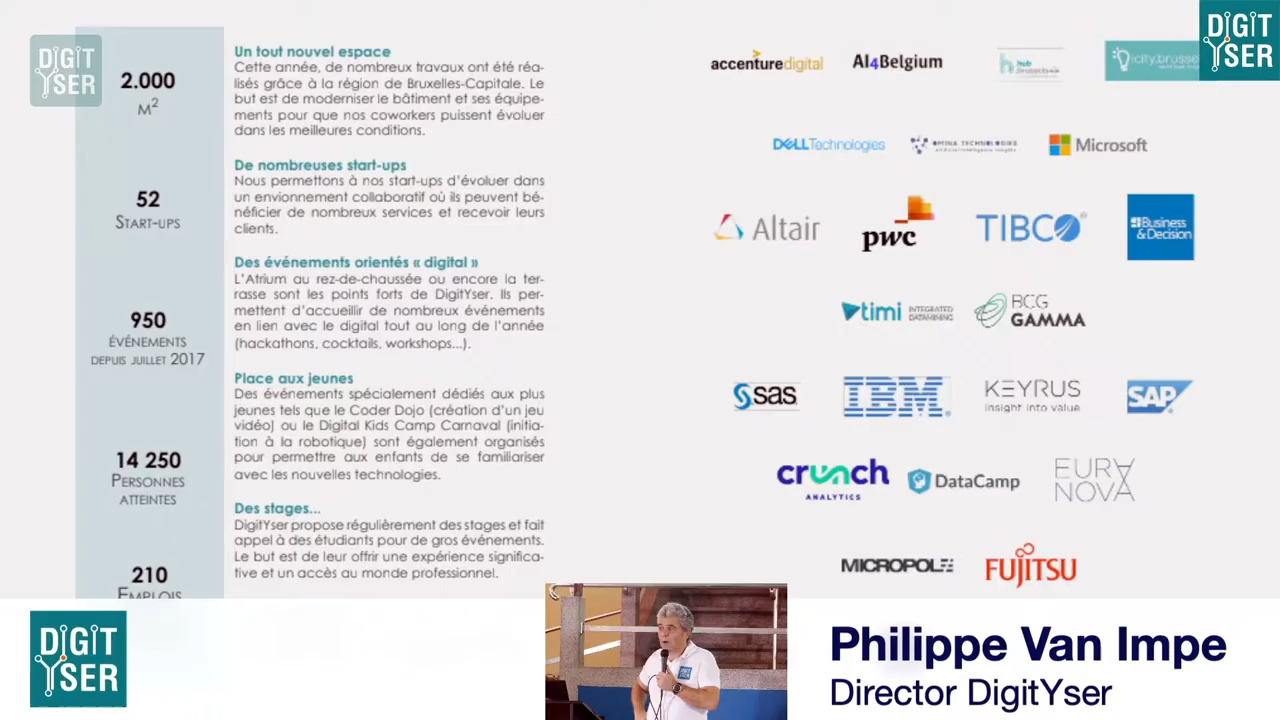 DIGIT
YSER
2.000
M²
52
START-UPS
950
ÉVÉNEMENTS
DEPUIS JUILLET 2017
14 250
PERSONNES
ATTEINTES
210
EMPLOIS
Un tout nouvel espace
Cette année, de nombreux travaux ont été réa-
lisés grâce à la région de Bruxelles-Capitale. Le
but est de moderniser le bâtiment et ses équipe-
ments pour que nos coworkers puissent évoluer
dans les meilleures conditions.
De nombreuses start-ups
Nous permettons à nos start-ups d'évoluer dans
un envionnement collaboratif où ils peuvent bé-
néficier de nombreux services et recevoir leurs
clients.
Des événements orientés « digital »
L'Atrium au rez-de-chaussée ou encore la ter-
rasse sont les points forts de DigitYser. Ils per-
mettent d'accueillir de nombreux événements
en lien avec le digital tout au long de l'année
(hackathons, cocktails, workshops...).
Place aux jeunes
Des événements spécialement dédiés aux plus
jeunes tels que le Coder Dojo (création d'un jeu
vidéo) ou le Digital Kids Camp Carnaval (initia-
tion à la robotique) sont également organisés
pour permettre aux enfants de se familiariser
avec les nouvelles technologies.
Des stages...
DigitYser propose régulièrement des stages et fait
appel à des étudiants pour de gros événements.
Le but est de leur offrir une expérience significa-
tive et un accès au monde professionnel.
accenturedigital AI4Belgium hub icity.brusse
DIGIT
YSER
DELLTechnologies OMINA TECHNOLOGIES Microsoft
Altair pwc TIBCO Business
& Decision
timi INTEGRATED
DATAMINING
BCG
GAMMA
sas IBM KEYRUS
insight into value
SAP
crunch
ANALYTICS
DataCamp
EURA
NOVA
MICROPOLE FUJITSU
DIGIT
YSER
Philippe Van Impe
Director DigitYser